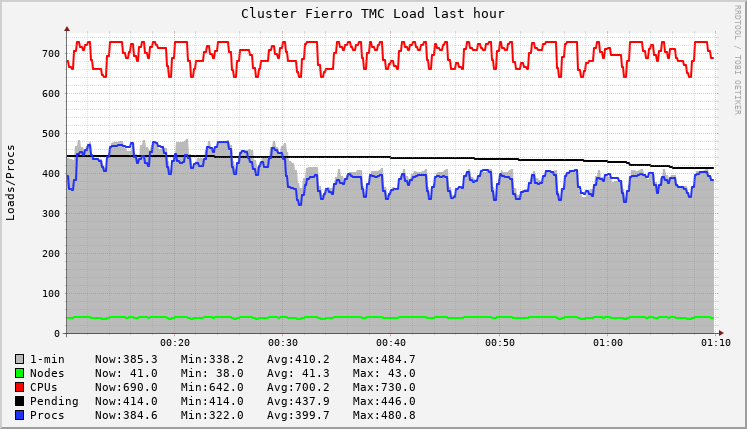 Cluster Fierro TMC Load last hour
RRDTOOL / TOBI OETIKER
Loads/Procs
700
600
500
400
300
200
100
0
00:20 00:30 00:40 00:50 01:00 01:10
1-min Now:385.3 Min:338.2 Avg:410.2 Max:484.7
Nodes Now: 41.0 Min: 38.0 Avg: 41.3 Max: 43.0
CPUs Now:690.0 Min:642.0 Avg:700.2 Max:730.0
Pending Now:414.0 Min:414.0 Avg:437.9 Max:446.0
Procs Now:384.6 Min:322.0 Avg:399.7 Max:480.8